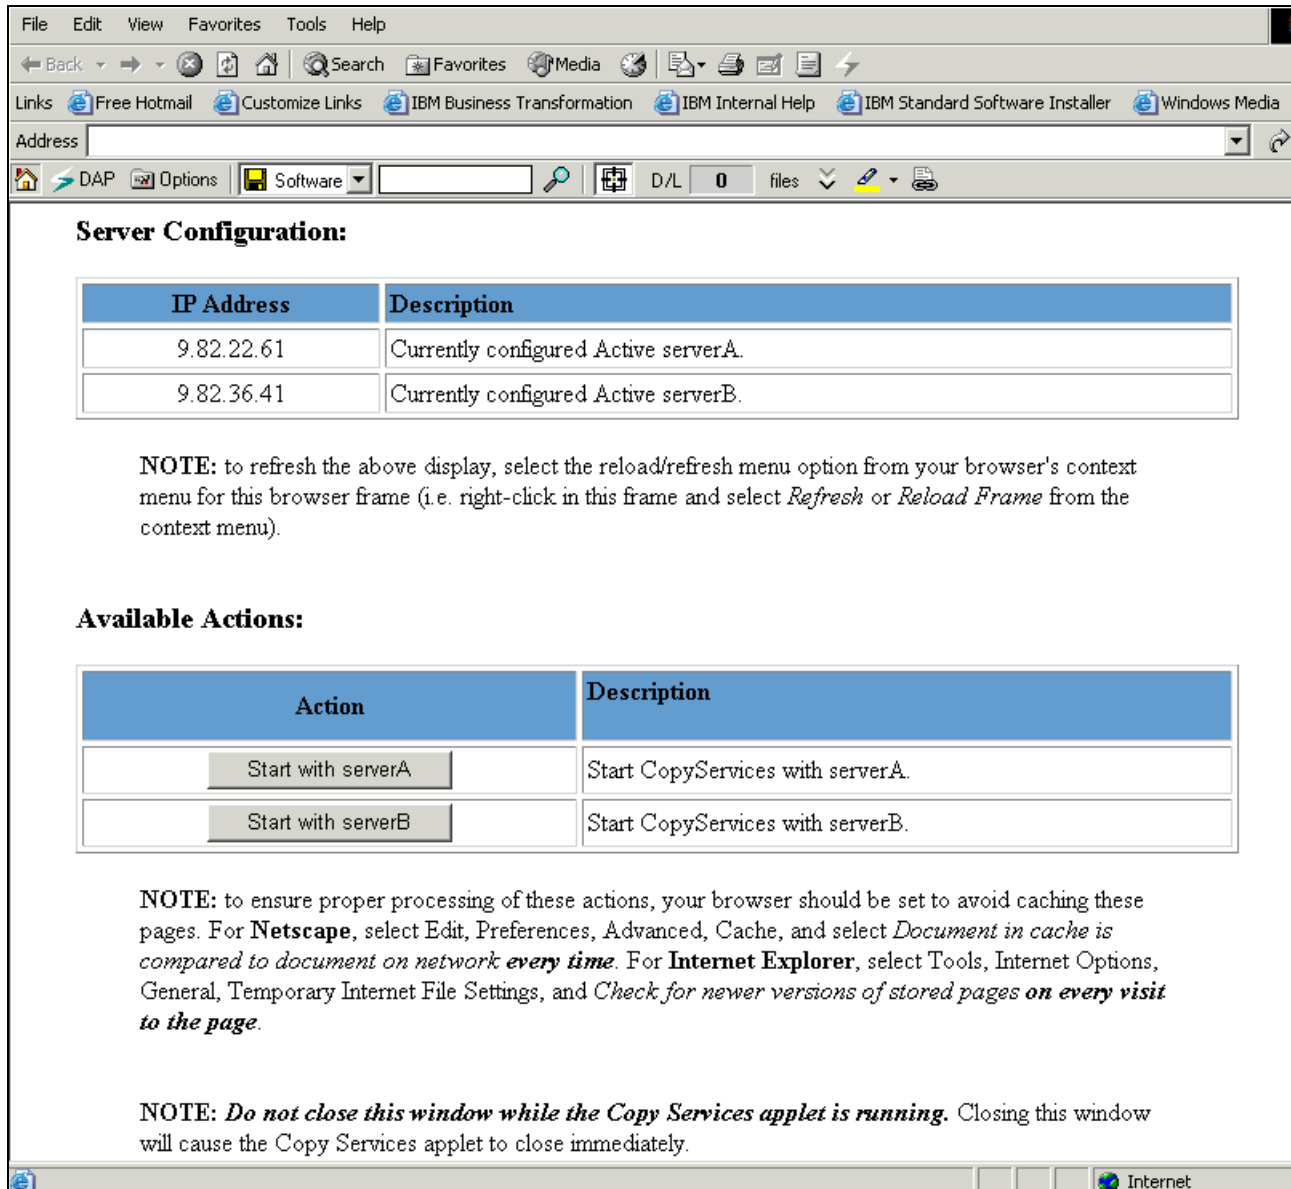 File Edit View Favorites Tools Help
Back Search Favorites Media
Links Free Hotmail Customize Links IBM Business Transformation IBM Internal Help IBM Standard Software Installer Windows Media
Address
DAP Options Software D/L 0 files
Server Configuration:
IP Address Description
9.82.22.61 Currently configured Active serverA.
9.82.36.41 Currently configured Active serverB.
NOTE: to refresh the above display, select the reload/refresh menu option from your browser's context
menu for this browser frame (i.e. right-click in this frame and select Refresh or Reload Frame from the
context menu).
Available Actions:
Action Description
Start with serverA Start CopyServices with serverA.
Start with serverB Start CopyServices with serverB.
NOTE: to ensure proper processing of these actions, your browser should be set to avoid caching these
pages. For Netscape, select Edit, Preferences, Advanced, Cache, and select Document in cache is
compared to document on network every time. For Internet Explorer, select Tools, Internet Options,
General, Temporary Internet File Settings, and Check for newer versions of stored pages on every visit
to the page.
NOTE: Do not close this window while the Copy Services applet is running. Closing this window
will cause the Copy Services applet to close immediately.
Internet